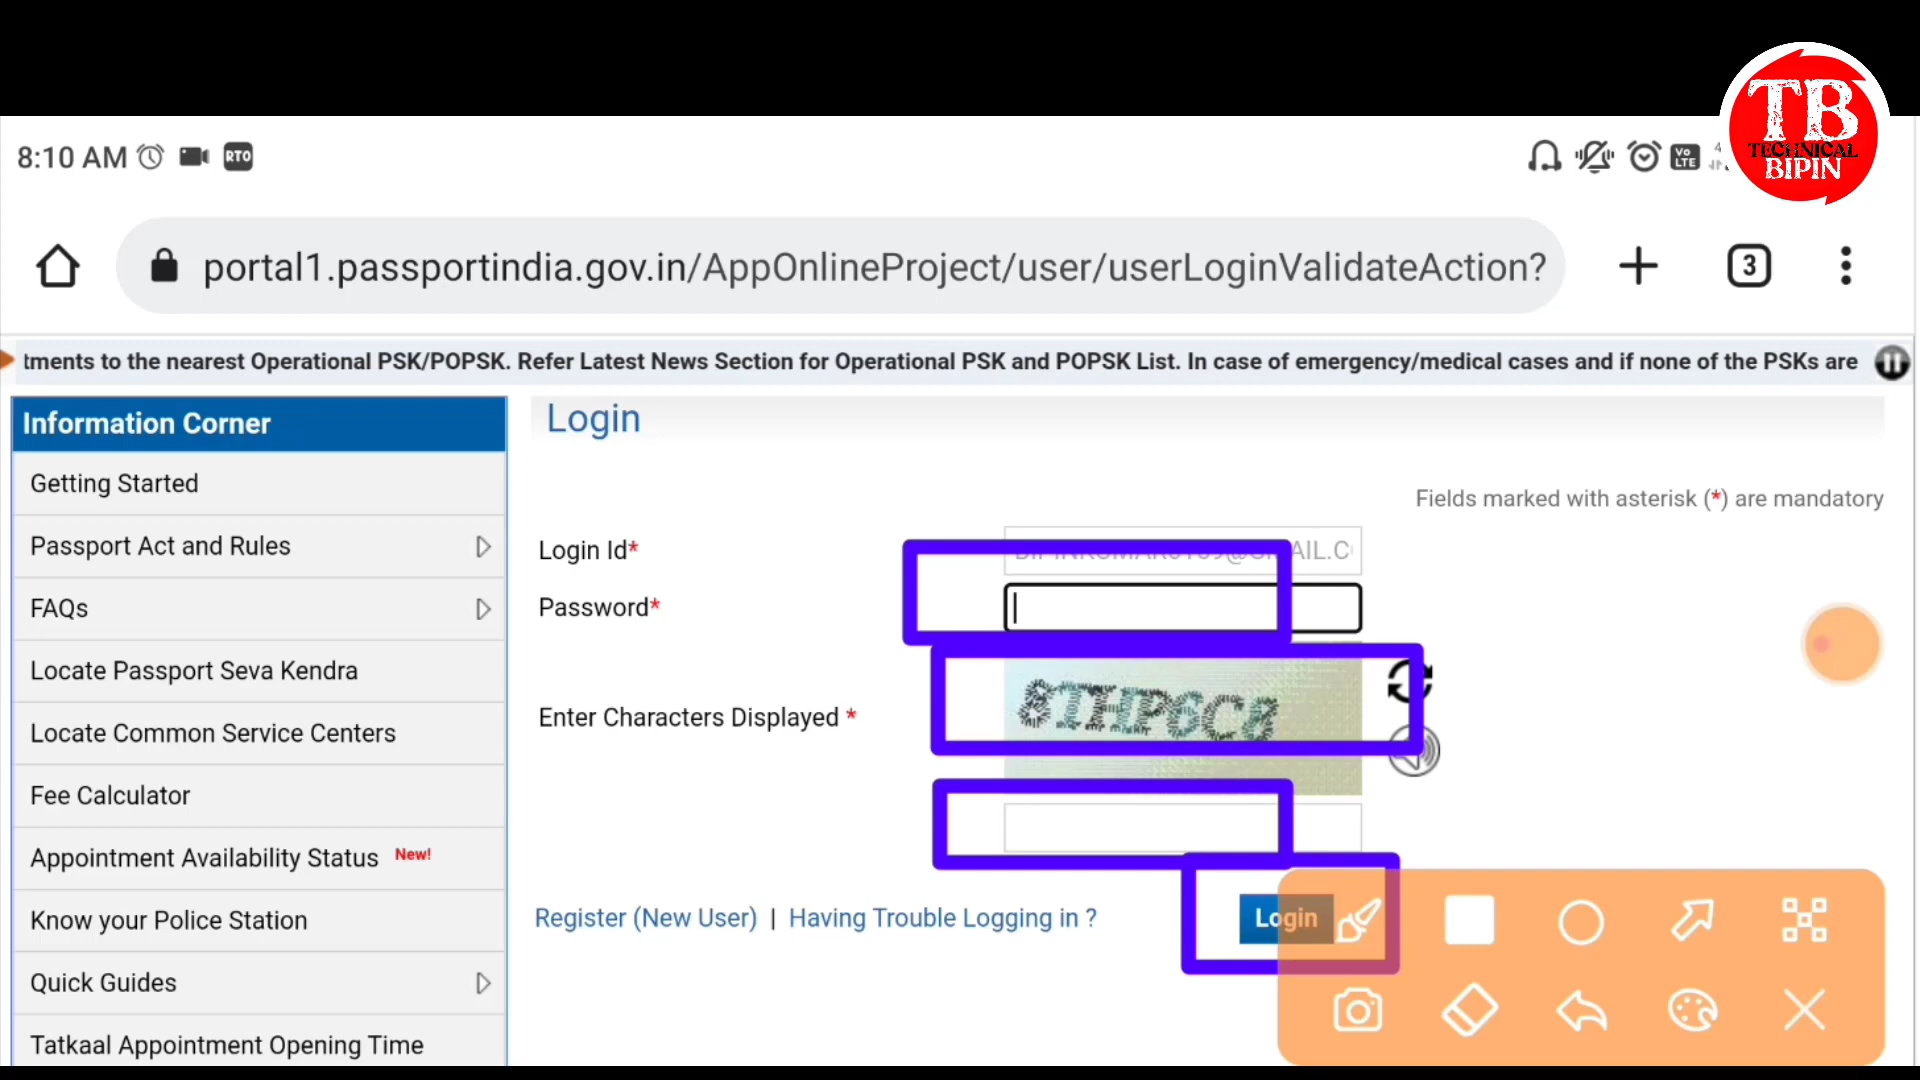 TB
TECHNICAL
BIPIN
8:10 AM
RTO
Vo
LTE
portal1.passportindia.gov.in/AppOnlineProject/user/userLoginValidateAction?
3
tments to the nearest Operational PSK/POPSK. Refer Latest News Section for Operational PSK and POPSK List. In case of emergency/medical cases and if none of the PSKs are
Information Corner
Getting Started
Passport Act and Rules
FAQs
Locate Passport Seva Kendra
Locate Common Service Centers
Fee Calculator
Appointment Availability Status New!
Know your Police Station
Quick Guides
Tatkaal Appointment Opening Time
Login
Fields marked with asterisk (*) are mandatory
Login Id*
Password*
Enter Characters Displayed *
Register (New User) | Having Trouble Logging in ?
Login